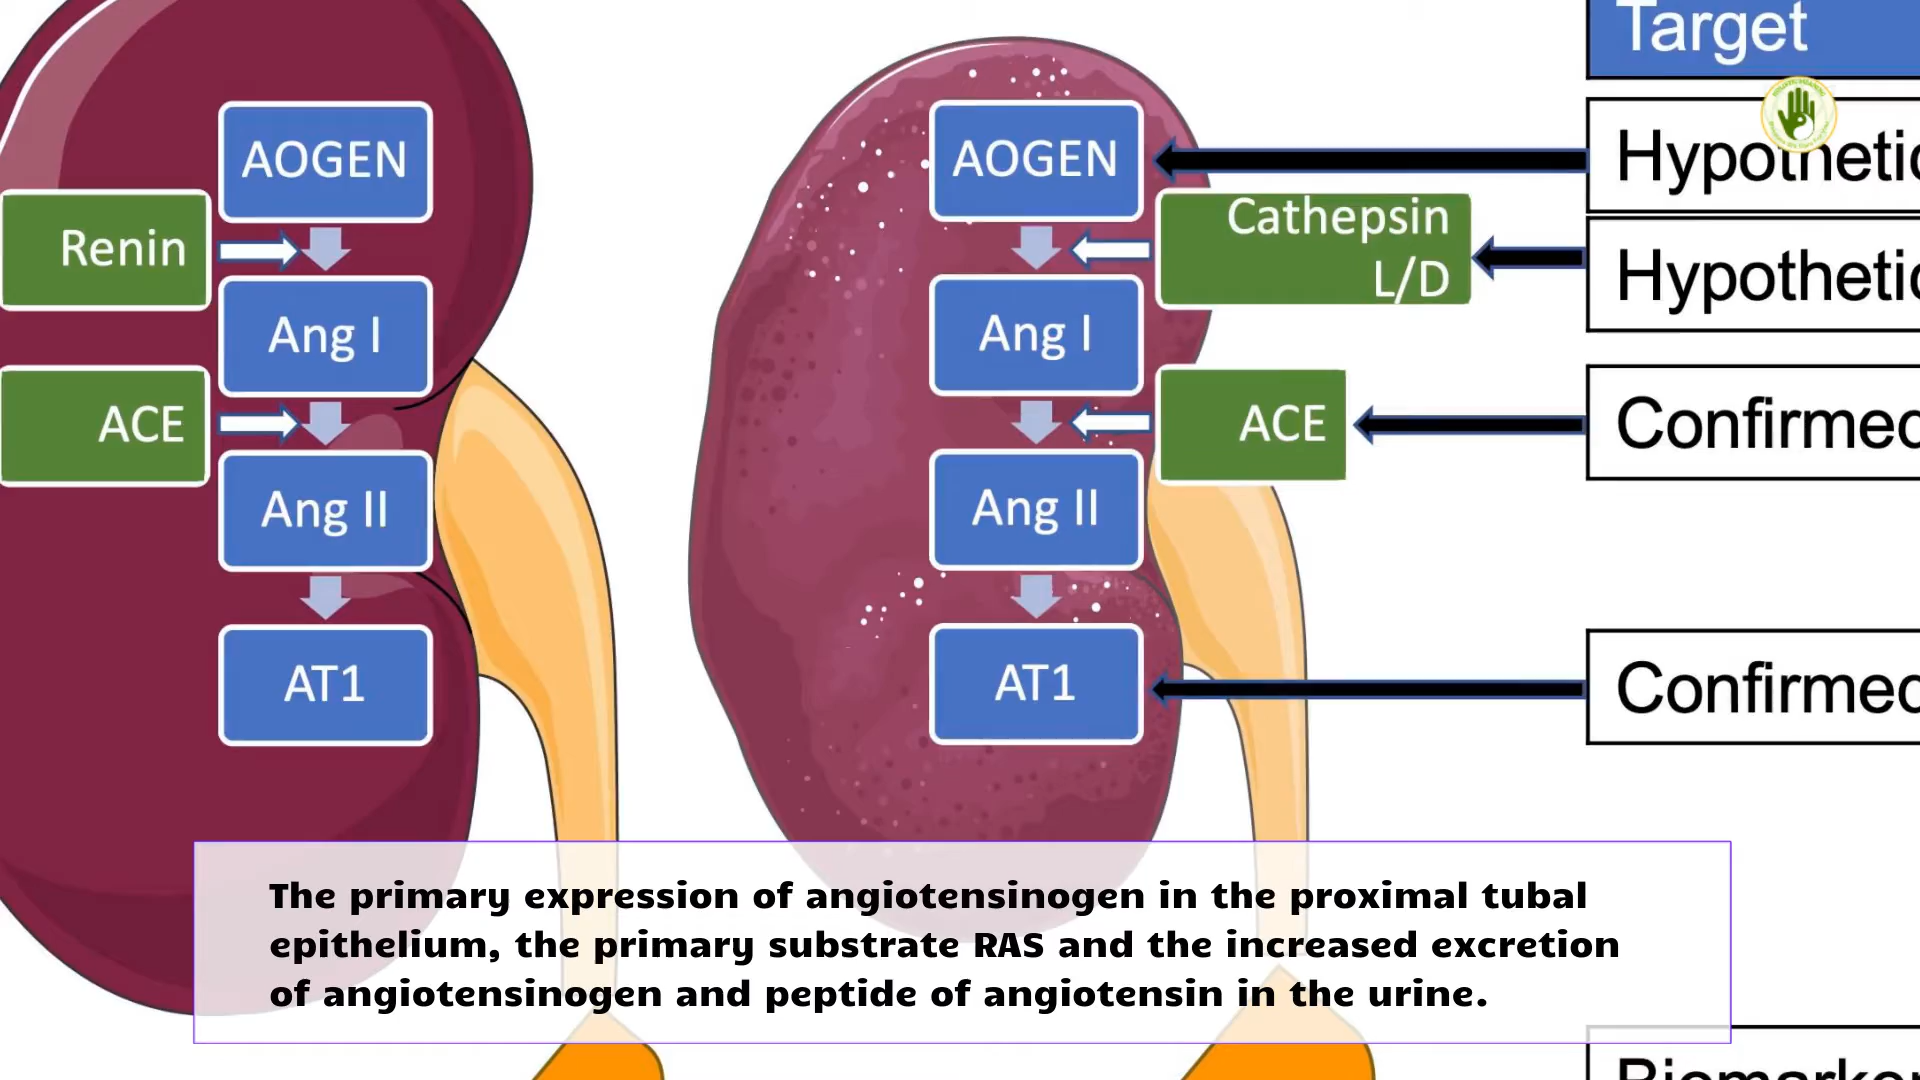 Target
AOGEN
AOGEN
Renin
Cathepsin
L/D
Ang I
Ang I
ACE
ACE
Confirmed
Ang II
Ang II
AT1
AT1
Confirmed
The primary expression of angiotensinogen in the proximal tubal
epithelium, the primary substrate RAS and the increased excretion
of angiotensinogen and peptide of angiotensin in the urine.